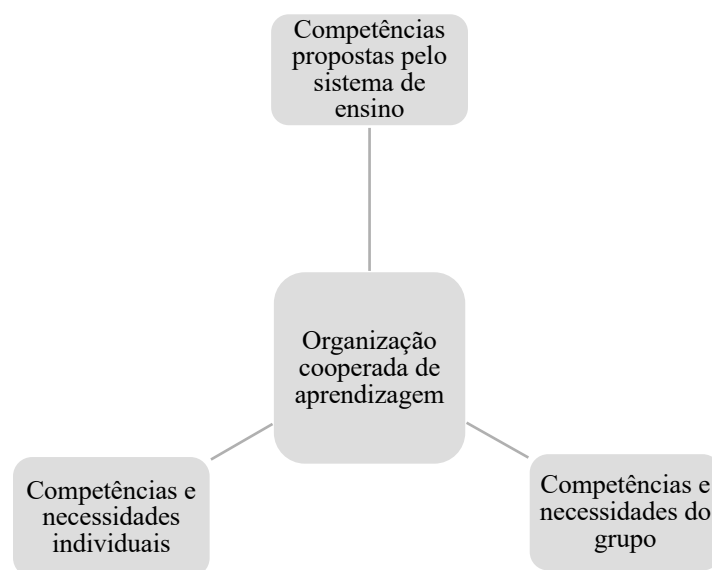 Competências
propostas pelo
sistema de
ensino
Organização
cooperada de
aprendizagem
Competências e
necessidades
individuais
Competências e
necessidades do
grupo